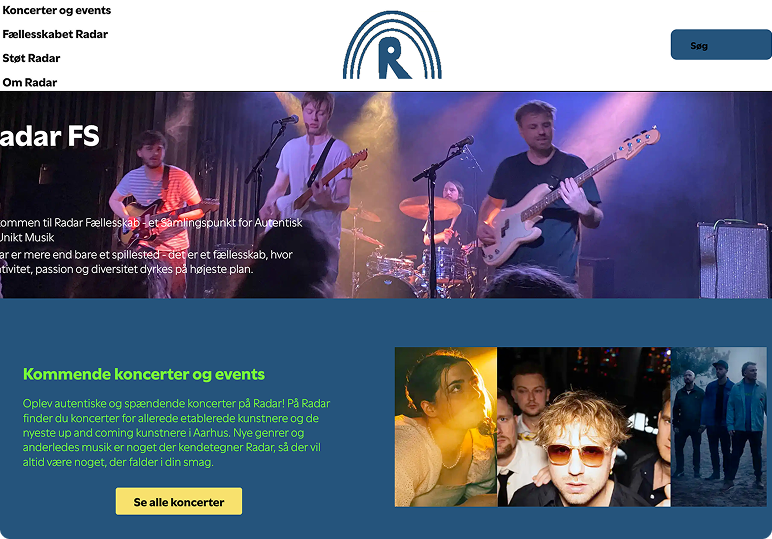 Koncerter og events
Fællesskabet Radar
Støt Radar
Om Radar
R
Søg
adar FS
kommen til Radar Fælleskab - et Samlingspunkt for Autentisk
Unikt Musik
ar er mere end bare et spillested - det er et fællesskab, hvor
ativitet, passion og diversitet dyrkes på højeste plan.
Kommende koncerter og events
Oplev autentiske og spændende koncerter på Radar! På Radar
finder du koncerter for allerede etablerede kunstnere og de
nyeste up and coming kunstnere i Aarhus. Nye genrer og
anderledes musik er noget der kendetegner Radar, så der vil
altid være noget, der falder i din smag.
Se alle koncerter